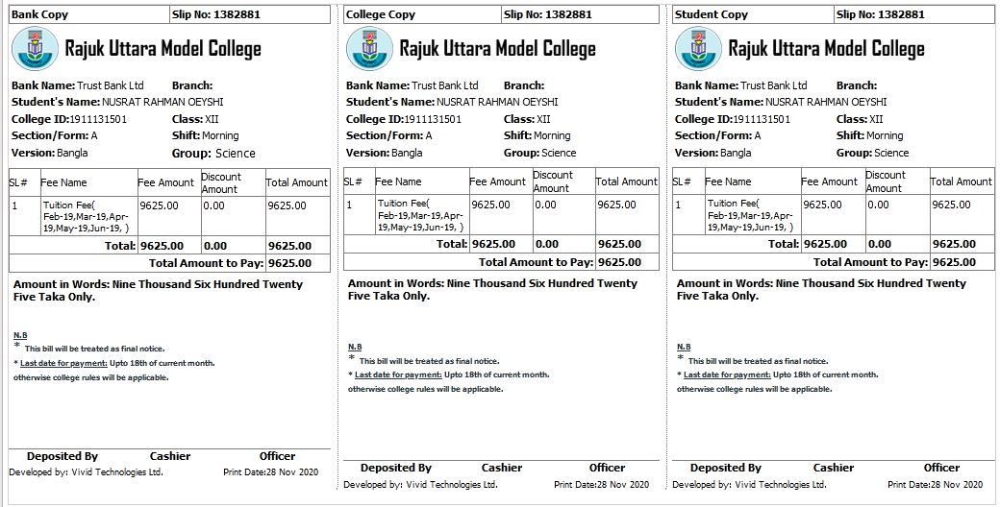 Bank Copy Slip No: 1382881
Rajuk Uttara Model College
Bank Name: Trust Bank Ltd Branch:
Student's Name: NUSRAT RAHMAN OEYSHI
College ID:1911131501 Class: XII
Section/Form: A Shift: Morning
Version: Bangla Group: Science
SL# Fee Name Fee Amount Discount Amount Total Amount
1 Tuition Fee( 9625.00 0.00 9625.00
Feb-19,Mar-19,Apr-
19,May-19,Jun-19, )
Total: 9625.00 0.00 9625.00
Total Amount to Pay: 9625.00
Amount in Words: Nine Thousand Six Hundred Twenty
Five Taka Only.
N.B
* This bill will be treated as final notice.
* Last date for payment: Upto 18th of current month.
otherwise college rules will be applicable.
Deposited By Cashier Officer
Developed by: Vivid Technologies Ltd. Print Date:28 Nov 2020
College Copy Slip No: 1382881
Rajuk Uttara Model College
Bank Name: Trust Bank Ltd Branch:
Student's Name: NUSRAT RAHMAN OEYSHI
College ID:1911131501 Class: XII
Section/Form: A Shift: Morning
Version: Bangla Group: Science
SL# Fee Name Fee Amount Discount Amount Total Amount
1 Tuition Fee( 9625.00 0.00 9625.00
Feb-19,Mar-19,Apr-
19,May-19,Jun-19, )
Total: 9625.00 0.00 9625.00
Total Amount to Pay: 9625.00
Amount in Words: Nine Thousand Six Hundred Twenty
Five Taka Only.
N.B
* This bill will be treated as final notice.
* Last date for payment: Upto 18th of current month.
otherwise college rules will be applicable.
Deposited By Cashier Officer
Developed by: Vivid Technologies Ltd. Print Date:28 Nov 2020
Student Copy Slip No: 1382881
Rajuk Uttara Model College
Bank Name: Trust Bank Ltd Branch:
Student's Name: NUSRAT RAHMAN OEYSHI
College ID:1911131501 Class: XII
Section/Form: A Shift: Morning
Version: Bangla Group: Science
SL# Fee Name Fee Amount Discount Amount Total Amount
1 Tuition Fee( 9625.00 0.00 9625.00
Feb-19,Mar-19,Apr-
19,May-19,Jun-19, )
Total: 9625.00 0.00 9625.00
Total Amount to Pay: 9625.00
Amount in Words: Nine Thousand Six Hundred Twenty
Five Taka Only.
N.B
* This bill will be treated as final notice.
* Last date for payment: Upto 18th of current month.
otherwise college rules will be applicable.
Deposited By Cashier Officer
Developed by: Vivid Technologies Ltd. Print Date:28 Nov 2020